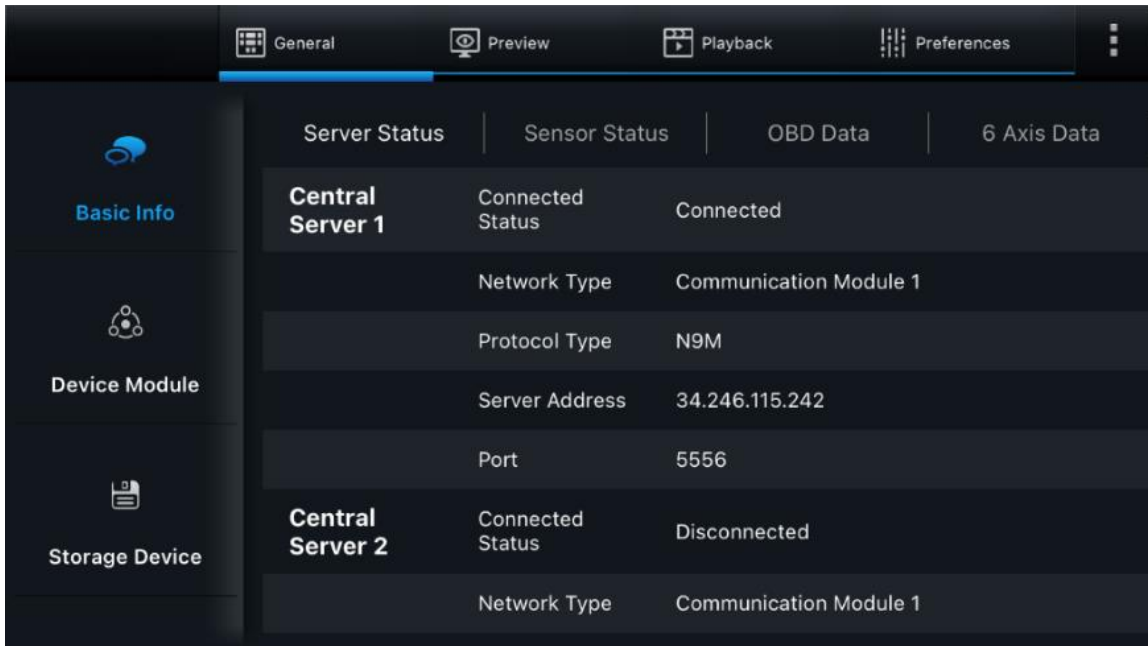 General Preview Playback Preferences
Server Status Sensor Status OBD Data 6 Axis Data
Basic Info
Central
Server 1
Connected
Status
Connected
Network Type Communication Module 1
Protocol Type N9M
Device Module
Server Address 34.246.115.242
Port 5556
Storage Device
Central
Server 2
Connected
Status
Disconnected
Network Type Communication Module 1